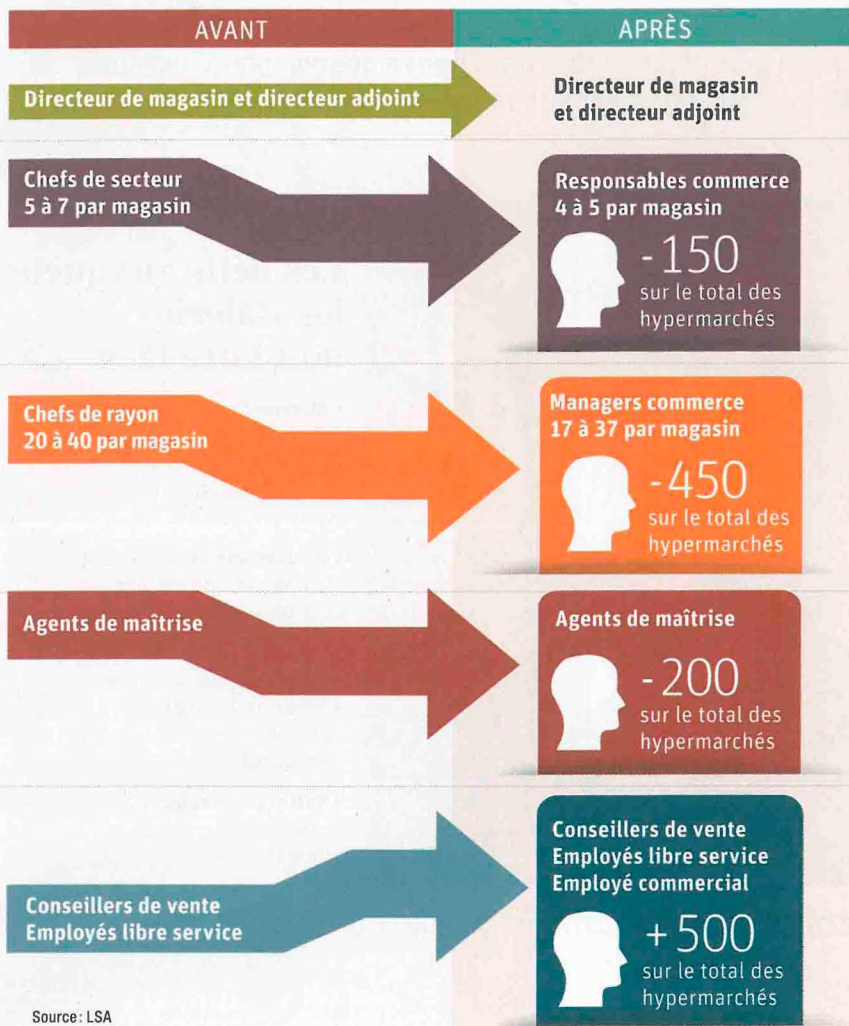 AVANT
APRÈS
Directeur de magasin et directeur adjoint
Directeur de magasin
et directeur adjoint
Chefs de secteur
5 à 7 par magasin
Responsables commerce
4 à 5 par magasin
-150
sur le total des
hypermarchés
Chefs de rayon
20 à 40 par magasin
Managers commerce
17 à 37 par magasin
-450
sur le total des
hypermarchés
Agents de maîtrise
Agents de maîtrise
-200
sur le total des
hypermarchés
Conseillers de vente
Employés libre service
Conseillers de vente
Employés libre service
Employé commercial
+500
sur le total des
hypermarchés
Source: LSA